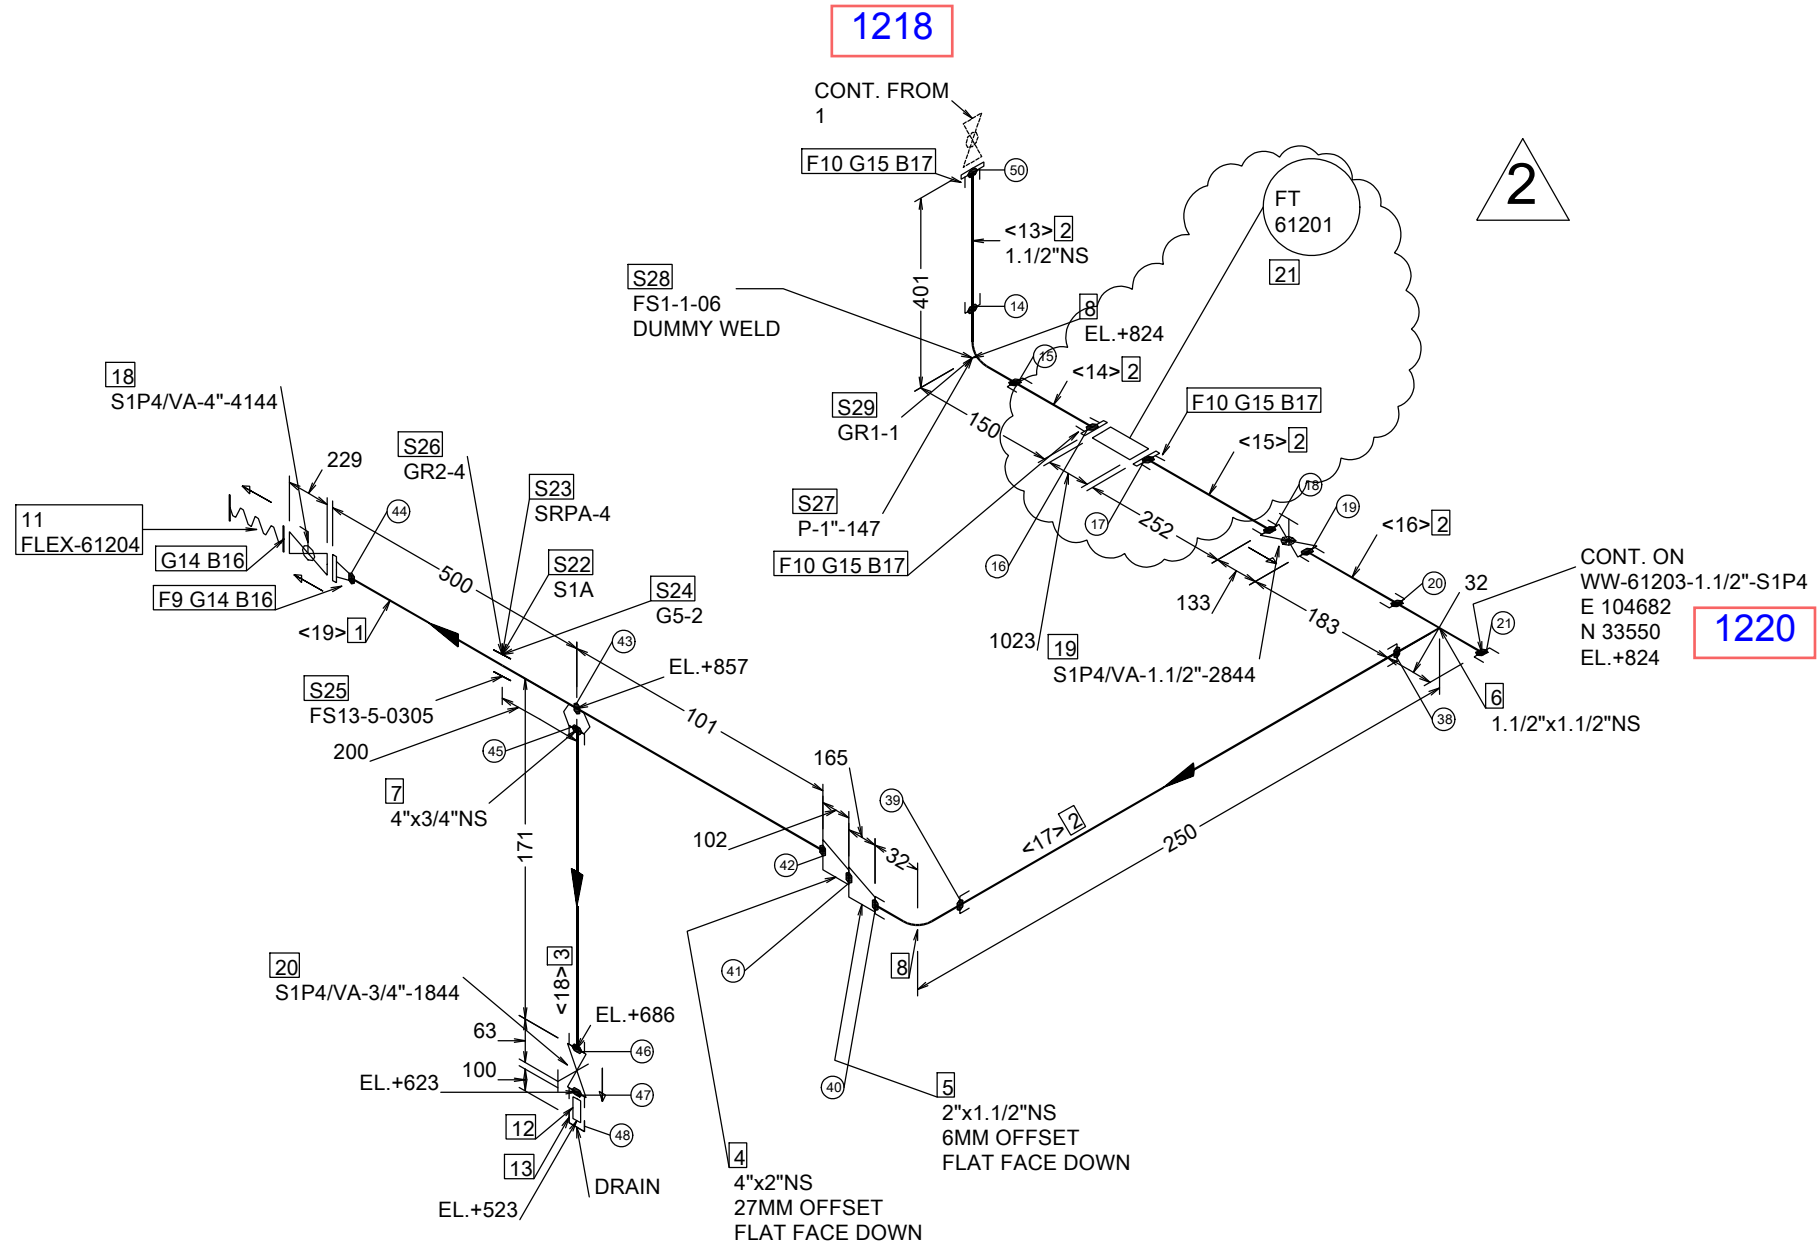 1218
CONT. FROM
1
F10 G15 B17
50
2
FT
61201
21
<13> 2
1.1/2"NS
401
S28
FS1-1-06
DUMMY WELD
14
8
EL.+824
15
<14> 2
18
S1P4/VA-4"-4144
S29
GR1-1
150
F10 G15 B17
<15> 2
229
S26
GR2-4
S23
SRPA-4
S27
P-1"-147
18
19
<16> 2
11
FLEX-61204
G14 B16
44
17
252
F9 G14 B16
500
S22
S1A
F10 G15 B17
16
CONT. ON
WW-61203-1.1/2"-S1P4
E 104682
N 33550
EL.+824
1220
20
32
<19> 1
S24
G5-2
133
183
21
43
1023
19
S1P4/VA-1.1/2"-2844
EL.+857
S25
FS13-5-0305
6
1.1/2"x1.1/2"NS
38
101
200
45
165
7
4"x3/4"NS
39
171
102
32
<17> 2
250
42
20
S1P4/VA-3/4"-1844
<18> 3
41
8
EL.+686
63
46
100
EL.+623
47
40
5
2"x1.1/2"NS
6MM OFFSET
FLAT FACE DOWN
12
48
13
4
4"x2"NS
27MM OFFSET
FLAT FACE DOWN
DRAIN
EL.+523